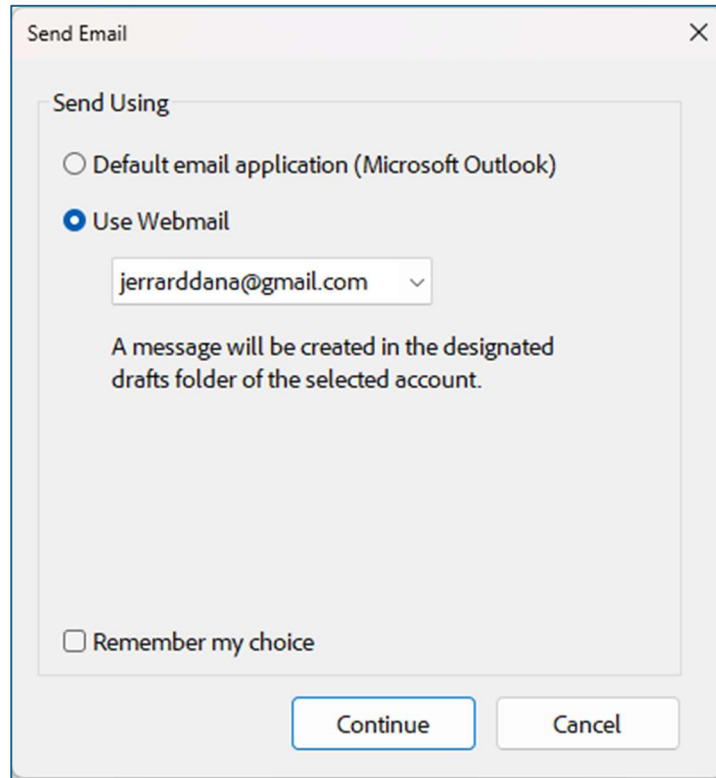 Send Email
Send Using
Default email application (Microsoft Outlook)
Use Webmail
jerrarddana@gmail.com
A message will be created in the designated
drafts folder of the selected account.
Remember my choice
Continue
Cancel